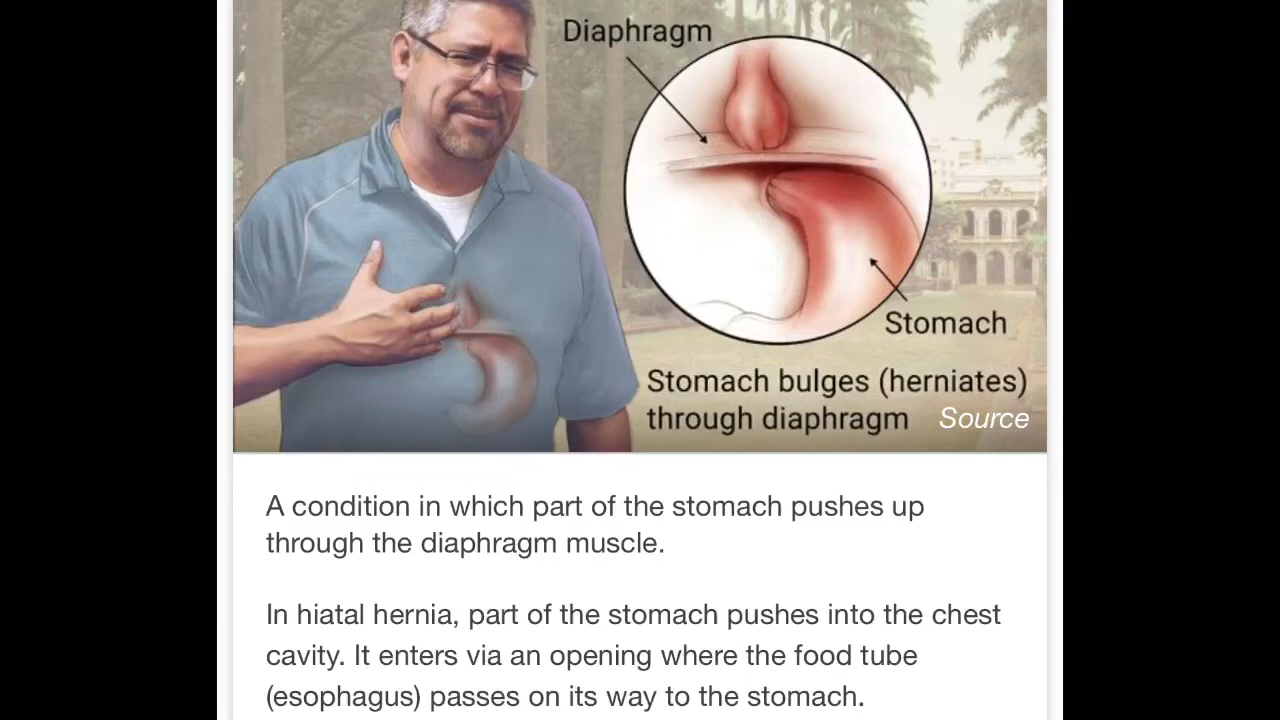 Diaphragm
Stomach
Stomach bulges (herniates)
through diaphragm
Source
A condition in which part of the stomach pushes up
through the diaphragm muscle.
In hiatal hernia, part of the stomach pushes into the chest
cavity. It enters via an opening where the food tube
(esophagus) passes on its way to the stomach.